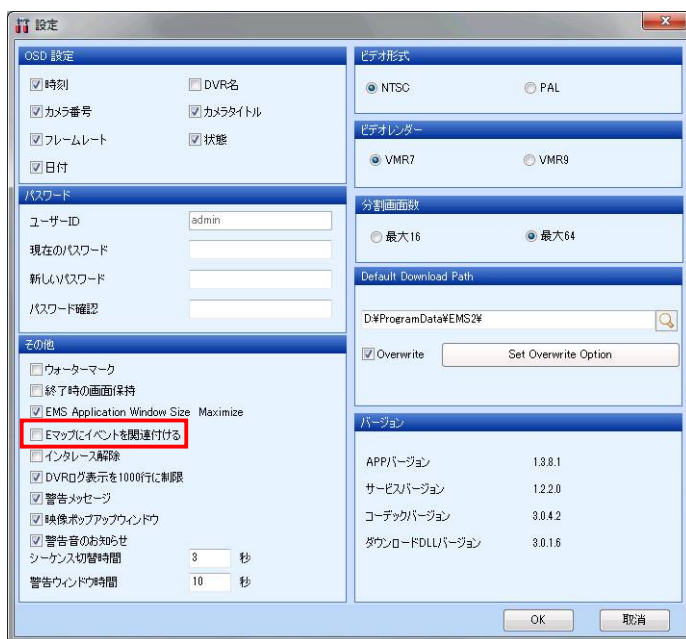 設定
OSD 設定
時刻 DVR名
カメラ番号 カメラタイトル
フレームレート 状態
日付
パスワード
ユーザーID admin
現在のパスワード
新しいパスワード
パスワード確認
その他
ウォーターマーク
終了時の画面保持
EMS Application Window Size Maximize
Eマップにイベントを関連付ける
インタレース解除
DVRログ表示を1000行に制限
警告メッセージ
映像ポップアップウィンドウ
警告音のお知らせ
シーケンス切替時間 3 秒
警告ウィンドウ時間 10 秒
ビデオ形式
NTSC PAL
ビデオレンダー
VMR7 VMR9
分割画面数
最大16 最大64
Default Download Path
D:¥ProgramData¥EMS2¥
Overwrite Set Overwrite Option
バージョン
APPバージョン 1.3.8.1
サービスバージョン 1.2.2.0
コーデックバージョン 3.0.4.2
ダウンロードDLLバージョン 3.0.1.6
OK 取消